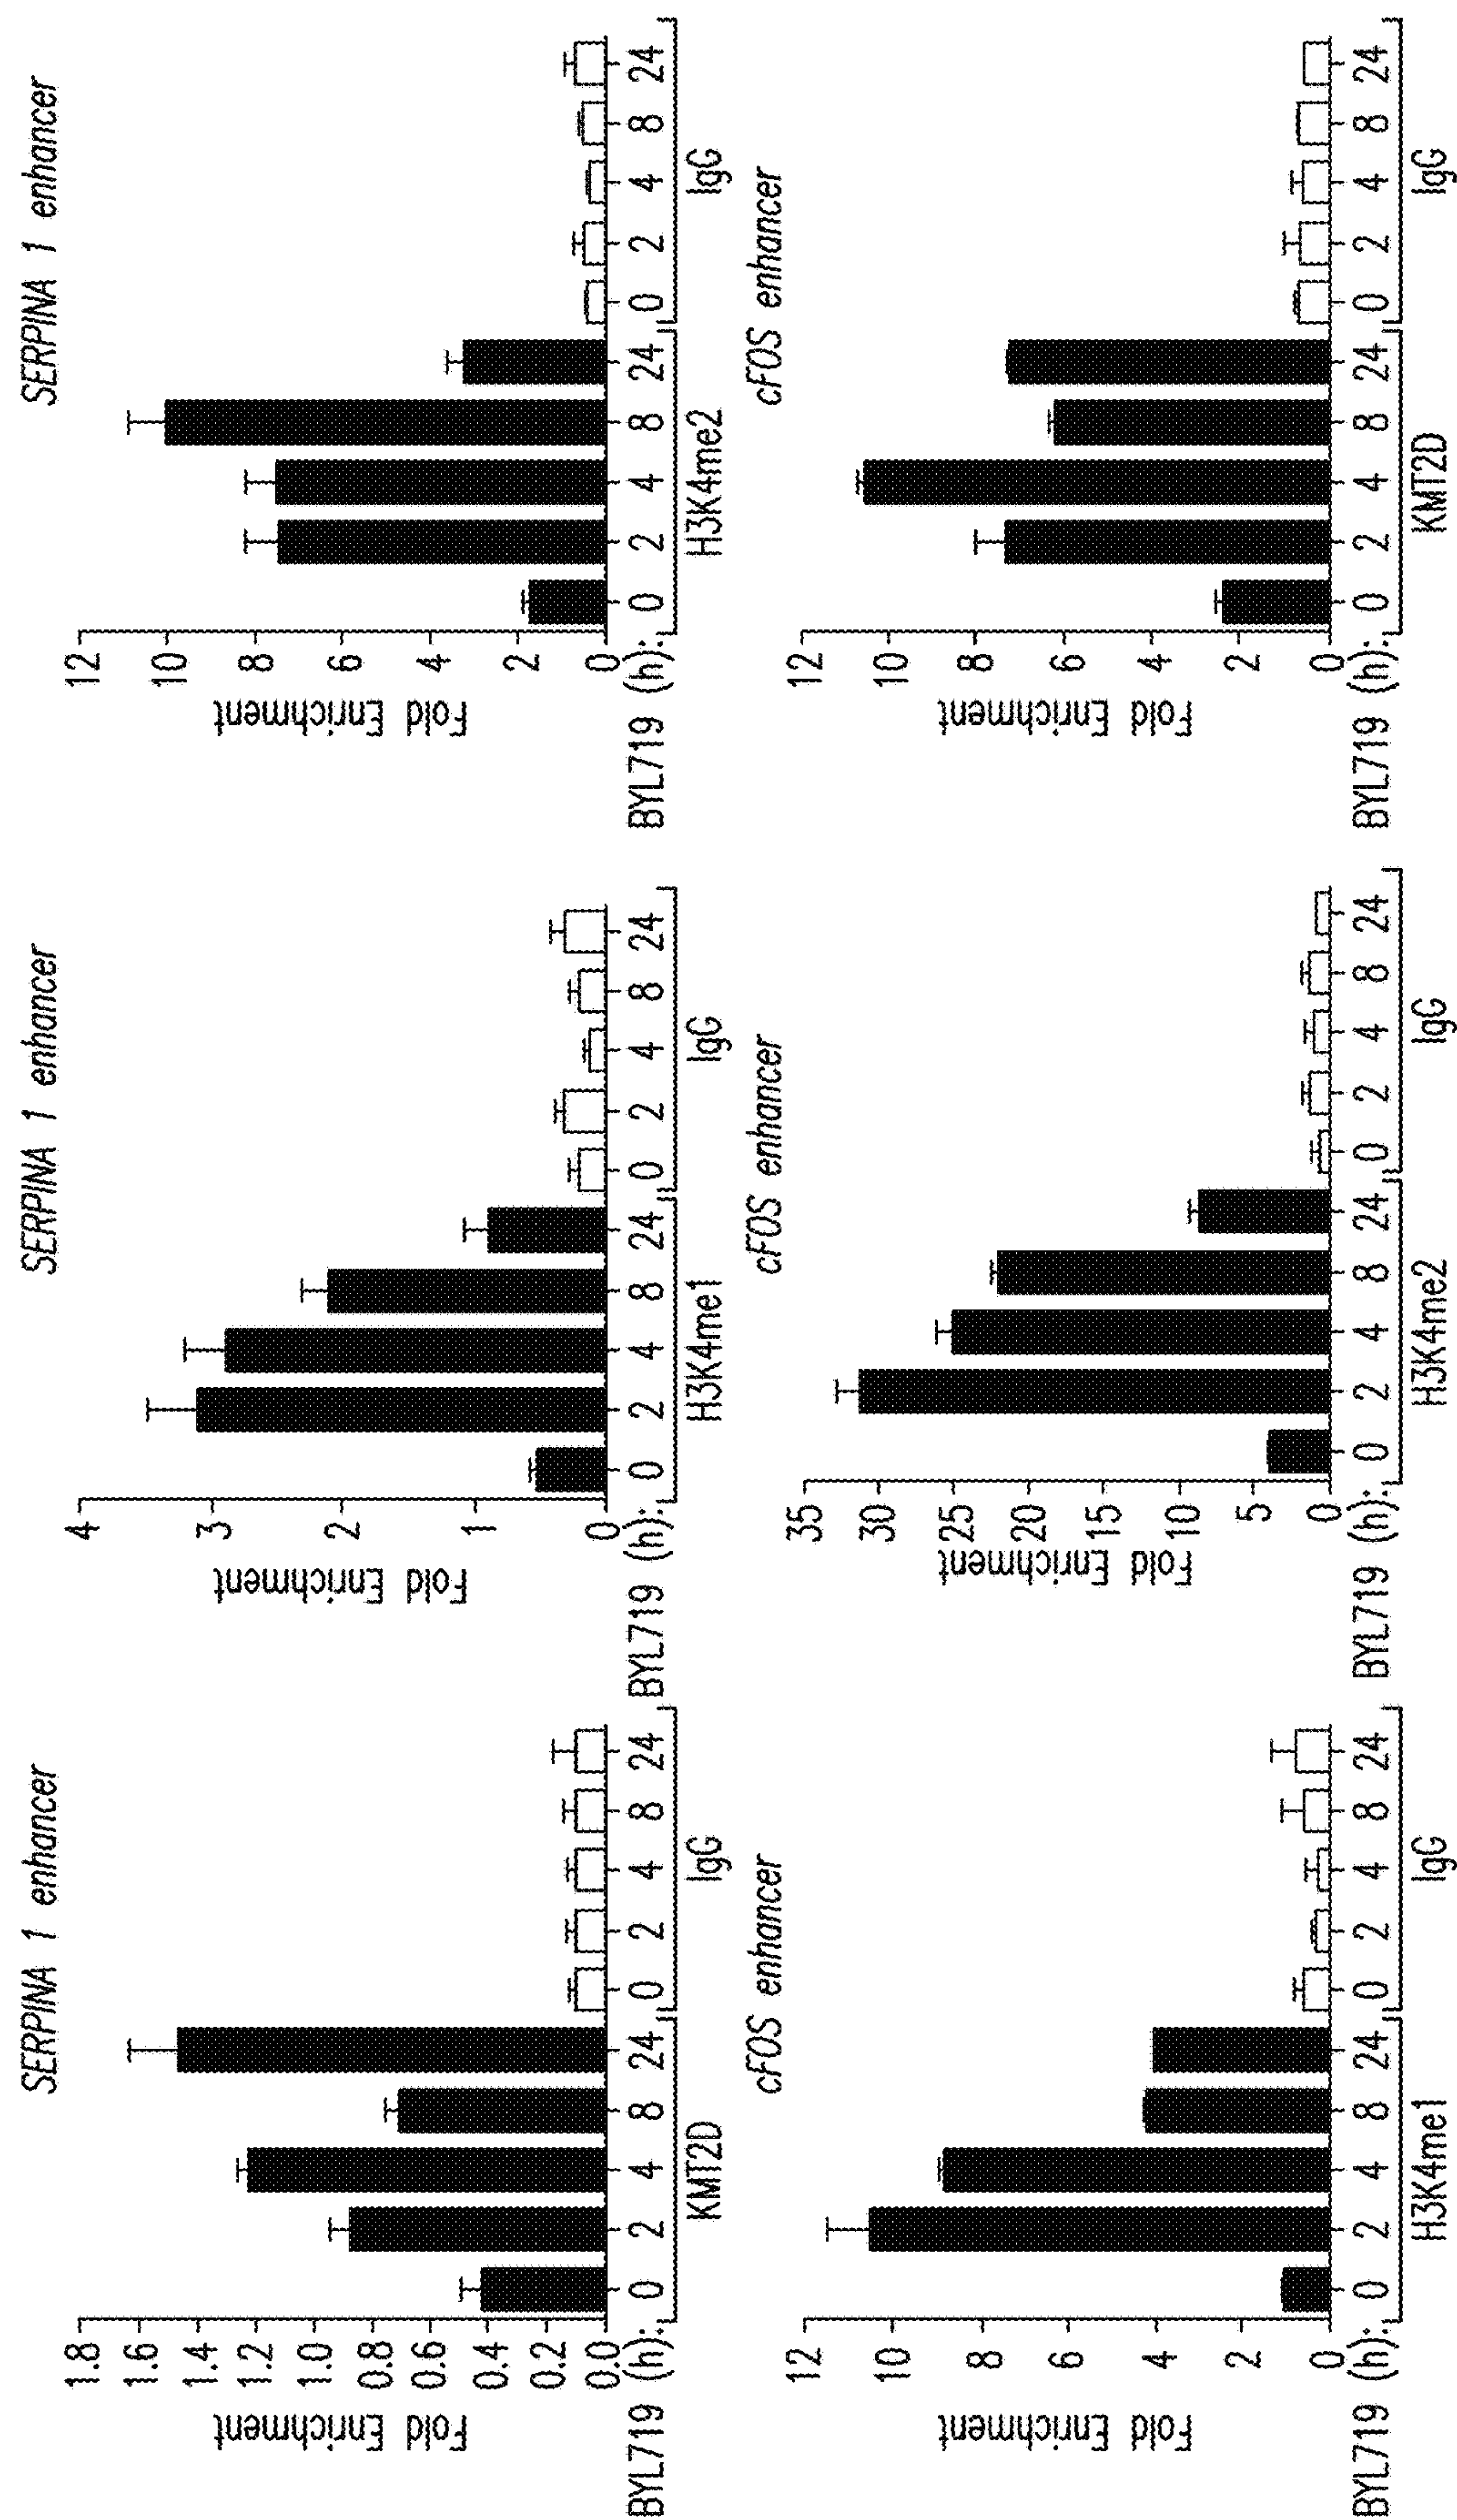 SERPINA 1 enhancer
Fold Enrichment
1.8
1.6
1.4
1.2
1.0
0.8
0.6
0.4
0.2
0.0
BYL719 (h): 0 2 4 8 24 0 2 4 8 24
KMT2D IgG
SERPINA 1 enhancer
Fold Enrichment
4
3
2
1
0
BYL719 (h): 0 2 4 8 24 0 2 4 8 24
H3K4me1 IgG
SERPINA 1 enhancer
Fold Enrichment
12
10
8
6
4
2
0
BYL719 (h): 0 2 4 8 24 0 2 4 8 24
H3K4me2 IgG
cFOS enhancer
Fold Enrichment
12
10
8
6
4
2
0
BYL719 (h): 0 2 4 8 24 0 2 4 8 24
H3K4me1 IgG
cFOS enhancer
Fold Enrichment
35
30
25
20
15
10
5
0
BYL719 (h): 0 2 4 8 24 0 2 4 8 24
H3K4me2 IgG
cFOS enhancer
Fold Enrichment
12
10
8
6
4
2
0
BYL719 (h): 0 2 4 8 24 0 2 4 8 24
KMT2D IgG